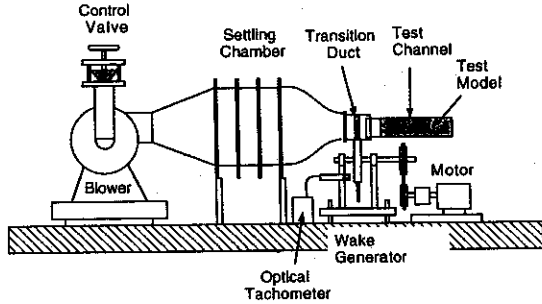 Control
Valve
Settling
Chamber
Transition
Duct
Test
Channel
Test
Model
Blower
Motor
Wake
Generator
Optical
Tachometer